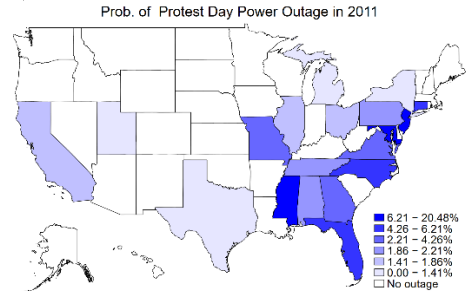 Prob. of Protest Day Power Outage in 2011
6.21 − 20.48%
4.26 − 6.21%
2.21 − 4.26%
1.86 − 2.21%
1.41 − 1.86%
0.00 − 1.41%
No outage